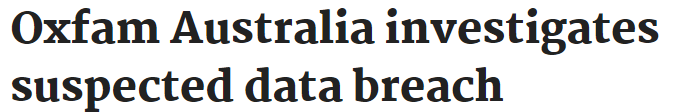 Oxfam Australia investigates
suspected data breach